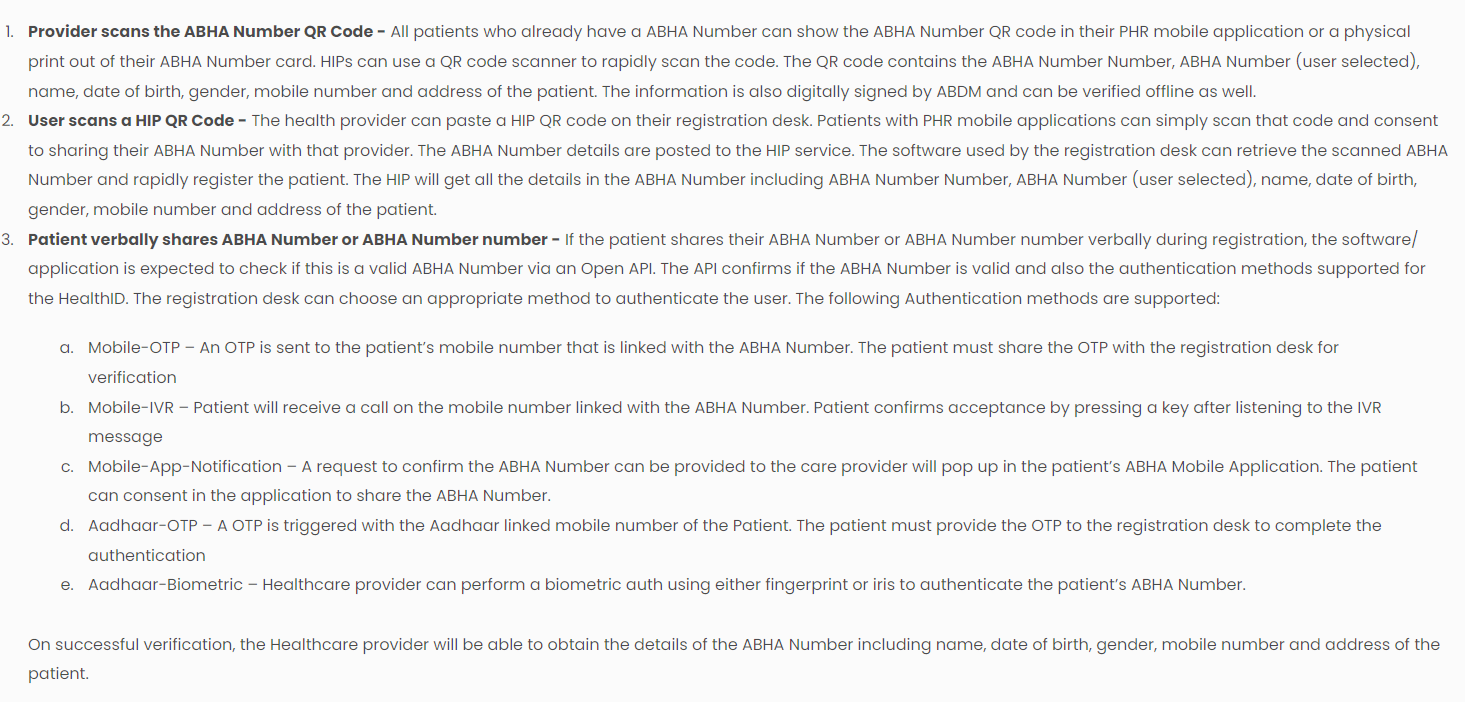 1. Provider scans the ABHA Number QR Code - All patients who already have a ABHA Number can show the ABHA Number QR code in their PHR mobile application or a physical
print out of their ABHA Number card. HIPs can use a QR code scanner to rapidly scan the code. The QR code contains the ABHA Number Number, ABHA Number (user selected),
name, date of birth, gender, mobile number and address of the patient. The information is also digitally signed by ABDM and can be verified offline as well.
2. User scans a HIP QR Code - The health provider can paste a HIP QR code on their registration desk. Patients with PHR mobile applications can simply scan that code and consent
to sharing their ABHA Number with that provider. The ABHA Number details are posted to the HIP service. The software used by the registration desk can retrieve the scanned ABHA
Number and rapidly register the patient. The HIP will get all the details in the ABHA Number including ABHA Number Number, ABHA Number (user selected), name, date of birth,
gender, mobile number and address of the patient.
3. Patient verbally shares ABHA Number or ABHA Number number - If the patient shares their ABHA Number or ABHA Number number verbally during registration, the software/
application is expected to check if this is a valid ABHA Number via an Open API. The API confirms if the ABHA Number is valid and also the authentication methods supported for
the HealthID. The registration desk can choose an appropriate method to authenticate the user. The following Authentication methods are supported:
a. Mobile-OTP – An OTP is sent to the patient's mobile number that is linked with the ABHA Number. The patient must share the OTP with the registration desk for
verification
b. Mobile-IVR – Patient will receive a call on the mobile number linked with the ABHA Number. Patient confirms acceptance by pressing a key after listening to the IVR
message
c. Mobile-App-Notification – A request to confirm the ABHA Number can be provided to the care provider will pop up in the patient's ABHA Mobile Application. The patient
can consent in the application to share the ABHA Number.
d. Aadhaar-OTP – A OTP is triggered with the Aadhaar linked mobile number of the Patient. The patient must provide the OTP to the registration desk to complete the
authentication
e. Aadhaar-Biometric – Healthcare provider can perform a biometric auth using either fingerprint or iris to authenticate the patient's ABHA Number.
On successful verification, the Healthcare provider will be able to obtain the details of the ABHA Number including name, date of birth, gender, mobile number and address of the
patient.